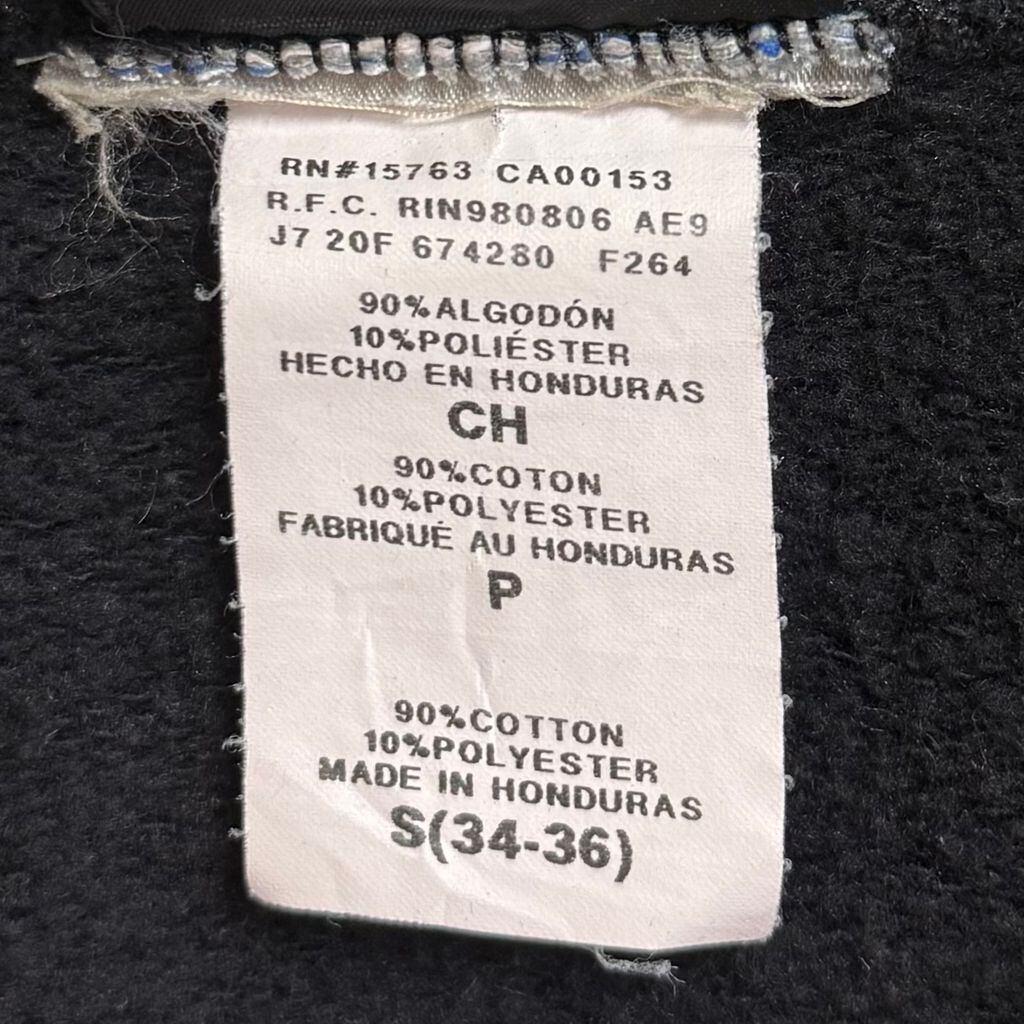 RN#15763 CA00153
R.F.C. RIN980806 AE9
J7 20F 674280 F264
90%ALGODÓN
10%POLIÉSTER
HECHO EN HONDURAS
CH
90%COTON
10%POLYESTER
FABRIQUÉ AU HONDURAS
P
90%COTTON
10%POLYESTER
MADE IN HONDURAS
S(34-36)